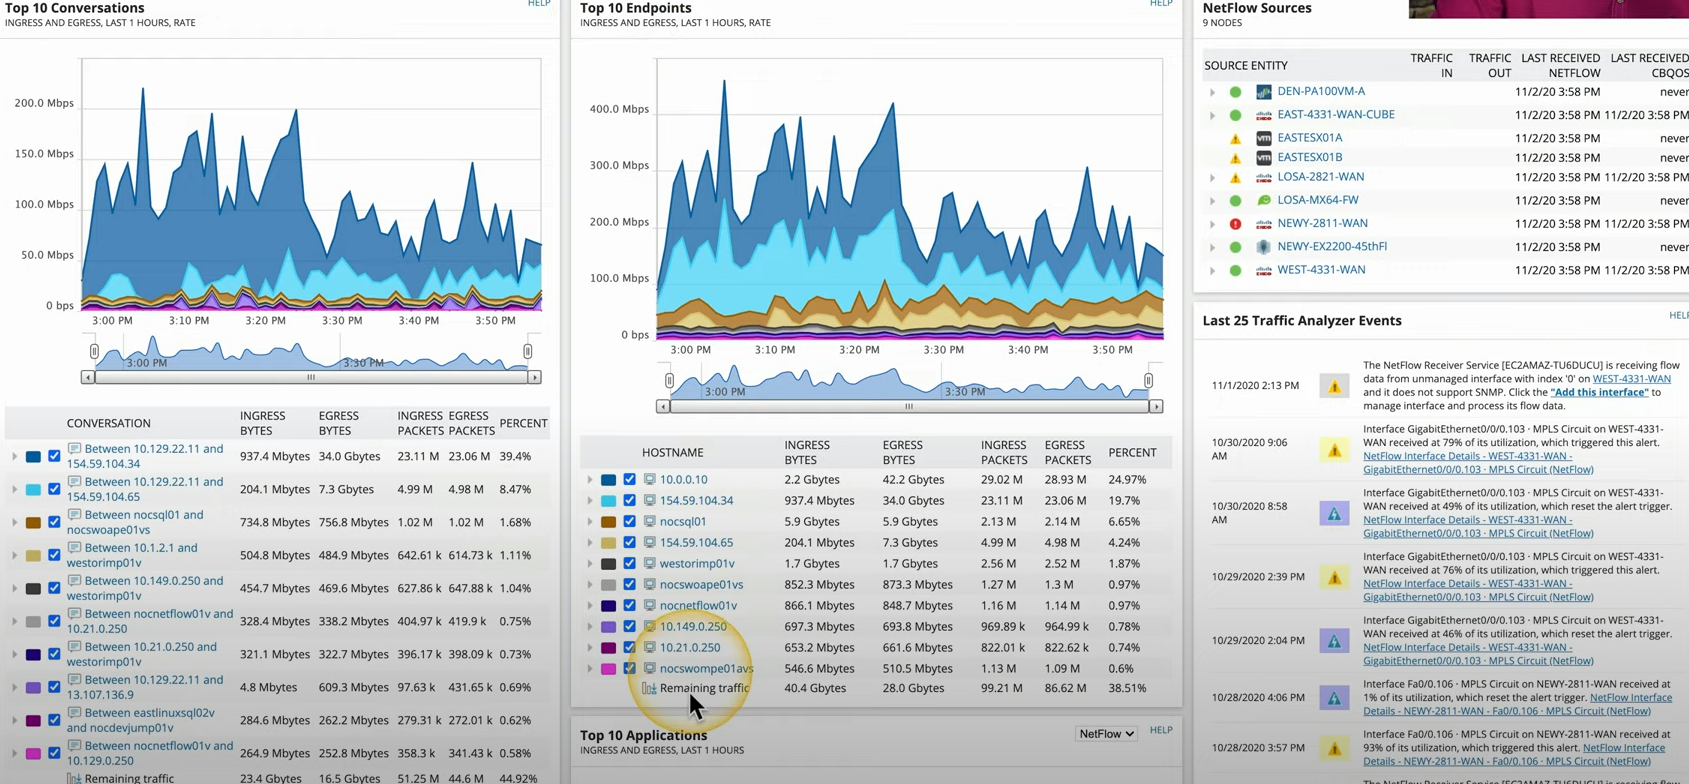 Top 10 Conversations
HELP
INGRESS AND EGRESS, LAST 1 HOURS, RATE
200.0 Mbps
150.0 Mbps
100.0 Mbps
50.0 Mbps
0 bps
3:00 PM 3:10 PM 3:20 PM 3:30 PM 3:40 PM 3:50 PM
3:00 PM 3:30 PM
CONVERSATION INGRESS BYTES EGRESS BYTES INGRESS PACKETS EGRESS PACKETS PERCENT
Between 10.129.22.11 and
154.59.104.34 937.4 Mbytes 34.0 Gbytes 23.11 M 23.06 M 39.4%
Between 10.129.22.11 and
154.59.104.65 204.1 Mbytes 7.3 Gbytes 4.99 M 4.98 M 8.47%
Between nocsql01 and
nocswoape01vs 734.8 Mbytes 756.8 Mbytes 1.02 M 1.02 M 1.68%
Between 10.1.2.1 and
westorimp01v 504.8 Mbytes 484.9 Mbytes 642.61 k 614.73 k 1.11%
Between 10.149.0.250 and
westorimp01v 454.7 Mbytes 469.6 Mbytes 627.86 k 647.88 k 1.04%
Between nocnetflow01v and
10.21.0.250 328.4 Mbytes 338.2 Mbytes 404.97 k 419.9 k 0.75%
Between 10.21.0.250 and
westorimp01v 321.1 Mbytes 322.7 Mbytes 396.17 k 398.09 k 0.73%
Between 10.129.22.11 and
13.107.136.9 4.8 Mbytes 609.3 Mbytes 97.63 k 431.65 k 0.69%
Between eastlinuxsql02v
and nocdevjump01v 284.6 Mbytes 262.2 Mbytes 279.31 k 272.01 k 0.62%
Between nocnetflow01v and
10.129.0.250 264.9 Mbytes 252.8 Mbytes 358.3 k 341.43 k 0.58%
Remaining traffic 23.4 Gbytes 16.5 Gbytes 51.25 M 44.6 M 44.92%
Top 10 Endpoints
HELP
INGRESS AND EGRESS, LAST 1 HOURS, RATE
400.0 Mbps
300.0 Mbps
200.0 Mbps
100.0 Mbps
0 bps
3:00 PM 3:10 PM 3:20 PM 3:30 PM 3:40 PM 3:50 PM
3:00 PM 3:30 PM
HOSTNAME INGRESS BYTES EGRESS BYTES INGRESS PACKETS EGRESS PACKETS PERCENT
10.0.0.10 2.2 Gbytes 42.2 Gbytes 29.02 M 28.93 M 24.97%
154.59.104.34 937.4 Mbytes 34.0 Gbytes 23.11 M 23.06 M 19.7%
nocsql01 5.9 Gbytes 5.9 Gbytes 2.13 M 2.14 M 6.65%
154.59.104.65 204.1 Mbytes 7.3 Gbytes 4.99 M 4.98 M 4.24%
westorimp01v 1.7 Gbytes 1.7 Gbytes 2.56 M 2.52 M 1.87%
nocswoape01vs 852.3 Mbytes 873.3 Mbytes 1.27 M 1.3 M 0.97%
nocnetflow01v 866.1 Mbytes 848.7 Mbytes 1.16 M 1.14 M 0.97%
10.149.0.250 697.3 Mbytes 693.8 Mbytes 969.89 k 964.99 k 0.78%
10.21.0.250 653.2 Mbytes 661.6 Mbytes 822.01 k 822.62 k 0.74%
nocswompe01avs 546.6 Mbytes 510.5 Mbytes 1.13 M 1.09 M 0.6%
Remaining traffic 40.4 Gbytes 28.0 Gbytes 99.21 M 86.62 M 38.51%
Top 10 Applications
NetFlow
HELP
INGRESS AND EGRESS, LAST 1 HOURS
NetFlow Sources
9 NODES
SOURCE ENTITY TRAFFIC IN TRAFFIC OUT LAST RECEIVED NETFLOW LAST RECEIVED CBQOS
DEN-PA100VM-A 11/2/20 3:58 PM never
EAST-4331-WAN-CUBE 11/2/20 3:58 PM 11/2/20 3:58 PM
EASTESX01A 11/2/20 3:58 PM never
EASTESX01B 11/2/20 3:58 PM never
LOSA-2821-WAN 11/2/20 3:58 PM 11/2/20 3:58 PM
LOSA-MX64-FW 11/2/20 3:58 PM never
NEWY-2811-WAN 11/2/20 3:58 PM 11/2/20 3:58 PM
NEWY-EX2200-45thFl 11/2/20 3:58 PM never
WEST-4331-WAN 11/2/20 3:58 PM 11/2/20 3:58 PM
Last 25 Traffic Analyzer Events
HELP
11/1/2020 2:13 PM
The NetFlow Receiver Service [EC2AMAZ-TU6DUCU] is receiving flow
data from unmanaged interface with index '0' on WEST-4331-WAN
and it does not support SNMP. Click the "Add this interface" to
manage interface and process its flow data.
10/30/2020 9:06 AM
Interface GigabitEthernet0/0/0.103 · MPLS Circuit on WEST-4331-
WAN received at 79% of its utilization, which triggered this alert.
NetFlow Interface Details - WEST-4331-WAN -
GigabitEthernet0/0/0.103 · MPLS Circuit (NetFlow)
10/30/2020 8:58 AM
Interface GigabitEthernet0/0/0.103 · MPLS Circuit on WEST-4331-
WAN received at 49% of its utilization, which reset the alert trigger.
NetFlow Interface Details - WEST-4331-WAN -
GigabitEthernet0/0/0.103 · MPLS Circuit (NetFlow)
10/29/2020 2:39 PM
Interface GigabitEthernet0/0/0.103 · MPLS Circuit on WEST-4331-
WAN received at 76% of its utilization, which triggered this alert.
NetFlow Interface Details - WEST-4331-WAN -
GigabitEthernet0/0/0.103 · MPLS Circuit (NetFlow)
10/29/2020 2:04 PM
Interface GigabitEthernet0/0/0.103 · MPLS Circuit on WEST-4331-
WAN received at 46% of its utilization, which reset the alert trigger.
NetFlow Interface Details - WEST-4331-WAN -
GigabitEthernet0/0/0.103 · MPLS Circuit (NetFlow)
10/28/2020 4:06 PM
Interface Fa0/0.106 · MPLS Circuit on NEWY-2811-WAN received at
1% of its utilization, which reset the alert trigger. NetFlow Interface
Details - NEWY-2811-WAN - Fa0/0.106 · MPLS Circuit (NetFlow)
10/28/2020 3:57 PM
Interface Fa0/0.106 · MPLS Circuit on NEWY-2811-WAN received at
93% of its utilization, which triggered this alert. NetFlow Interface
Details - NEWY-2811-WAN - Fa0/0.106 · MPLS Circuit (NetFlow)